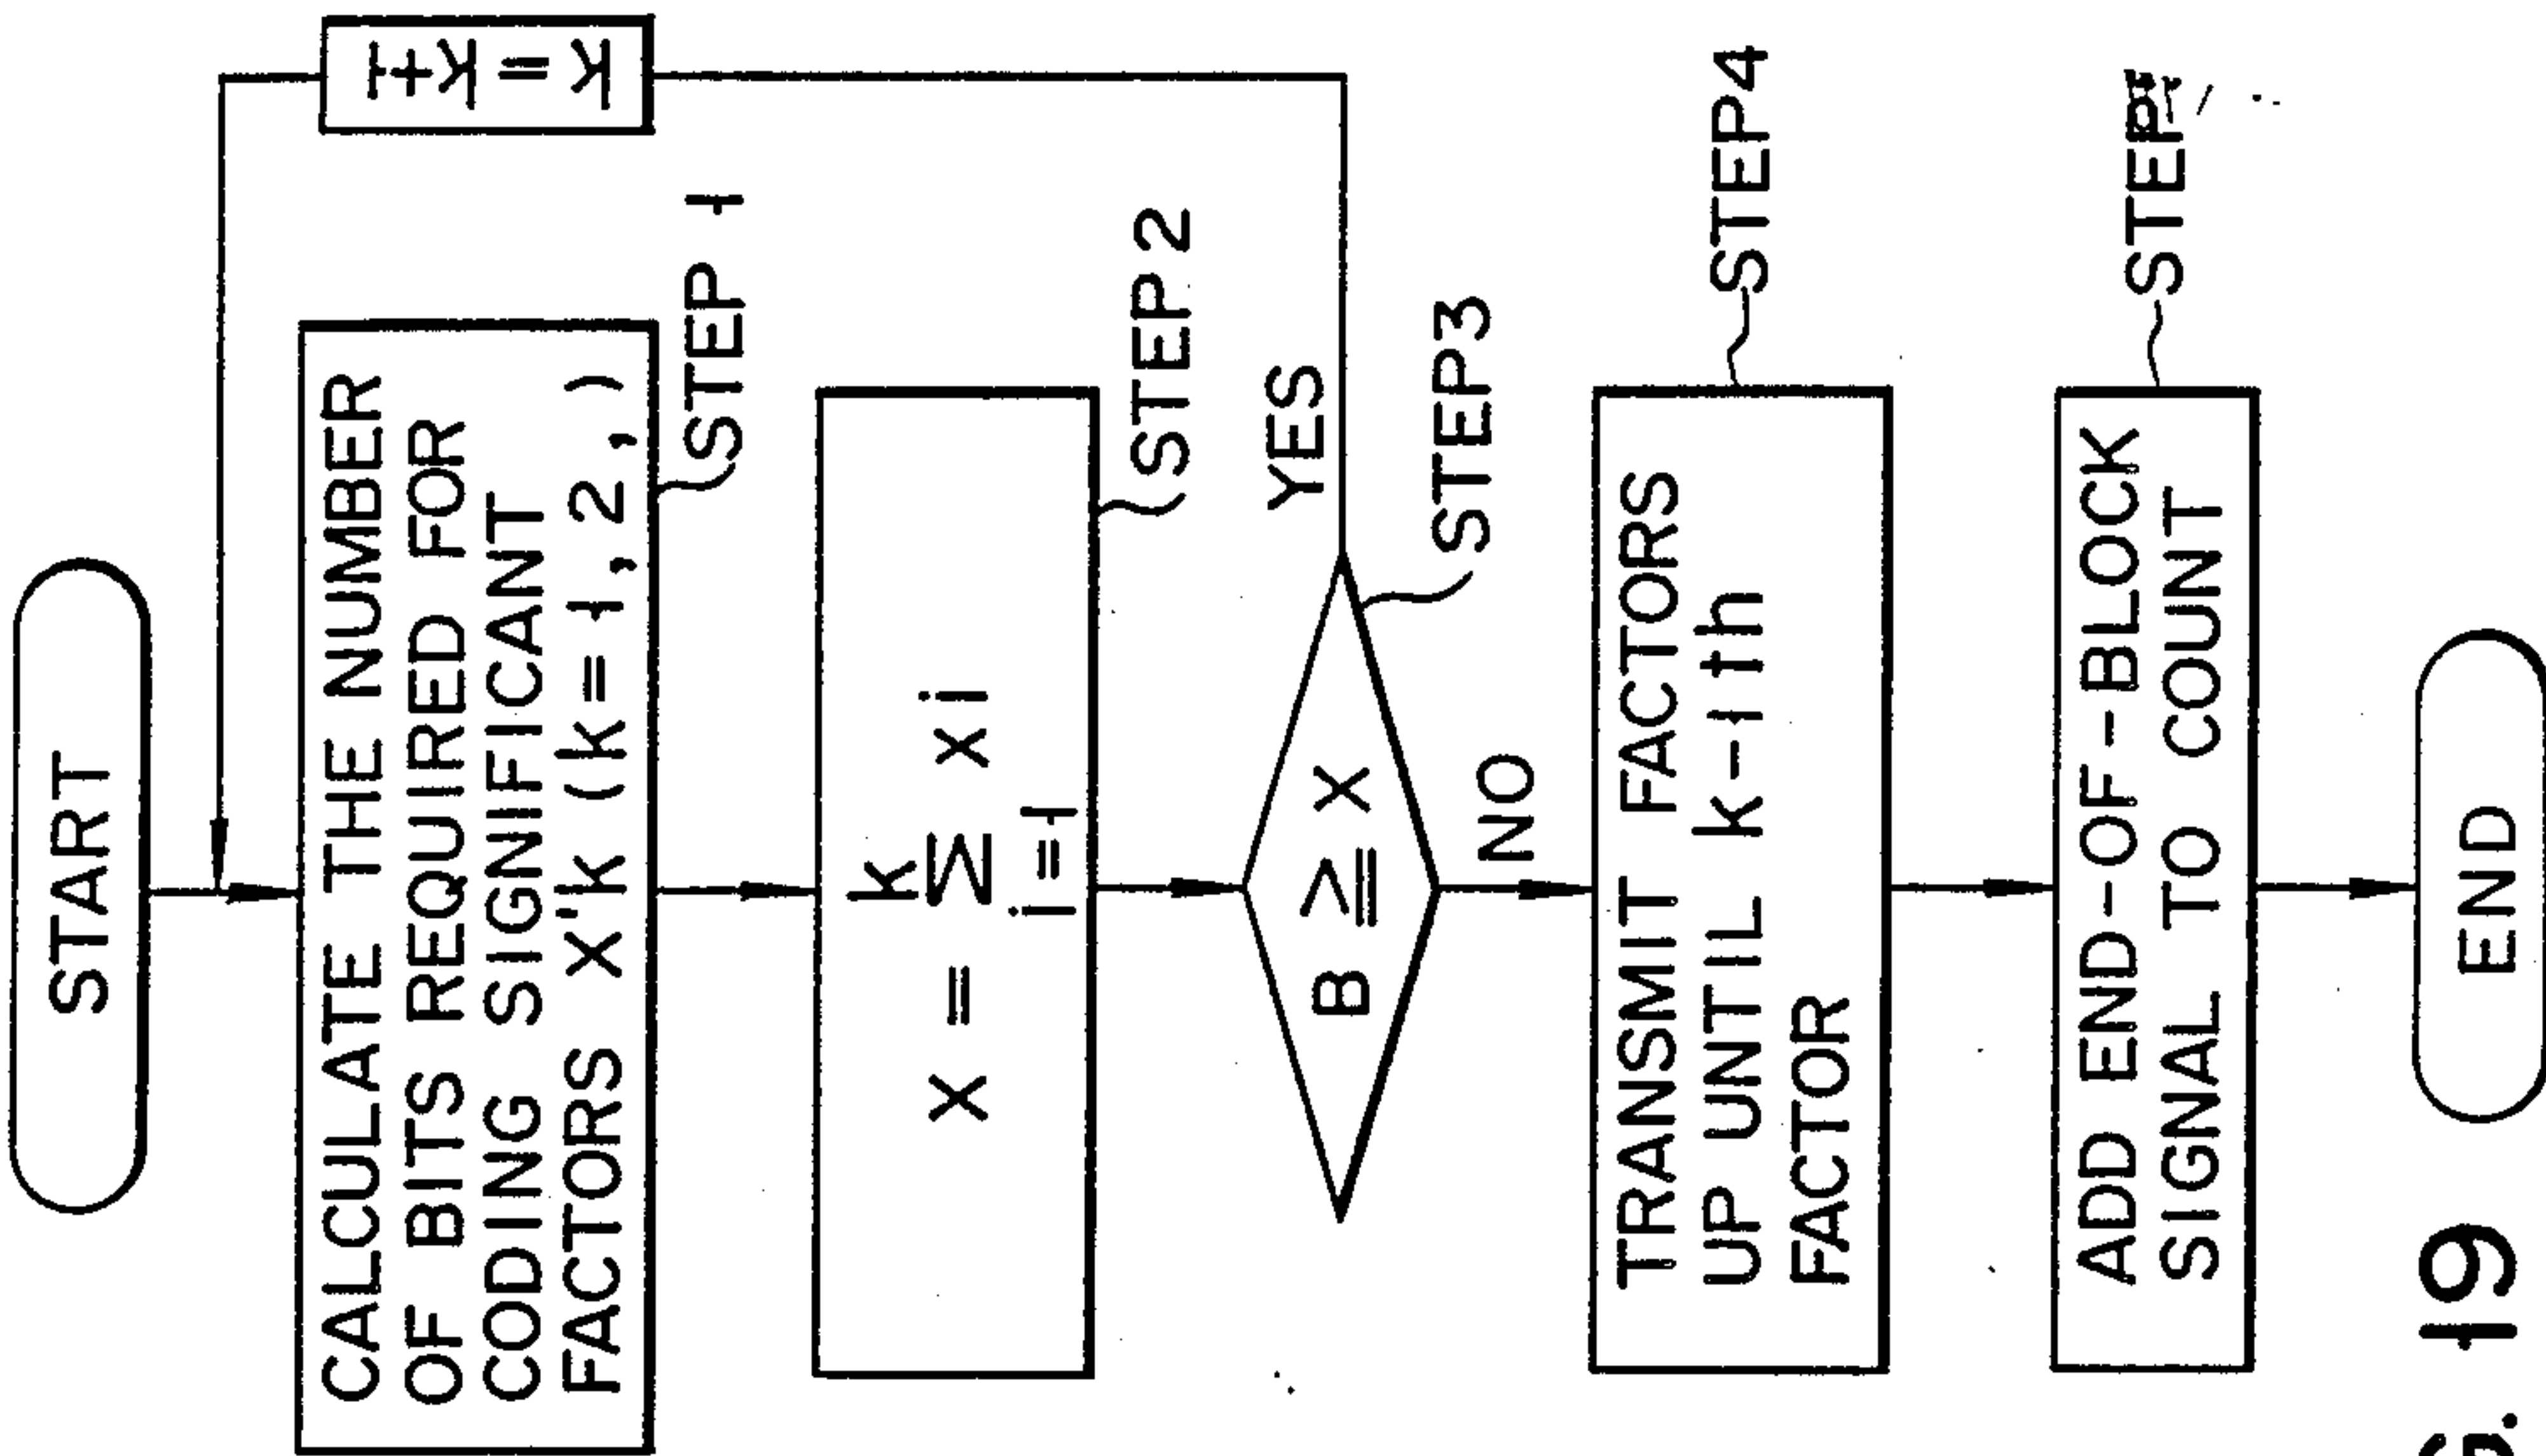 START
K = K+1
CALCULATE THE NUMBER
OF BITS REQUIRED FOR
CODING SIGNIFICANT
FACTORS X'k (k=1,2,)
STEP 1
k
X = Σ xi
i=1
STEP 2
B ≧ X
YES
STEP3
NO
TRANSMIT FACTORS
UP UNTIL k-1th
FACTOR
STEP4
ADD END-OF-BLOCK
SIGNAL TO COUNT
STEP
END
G. 19